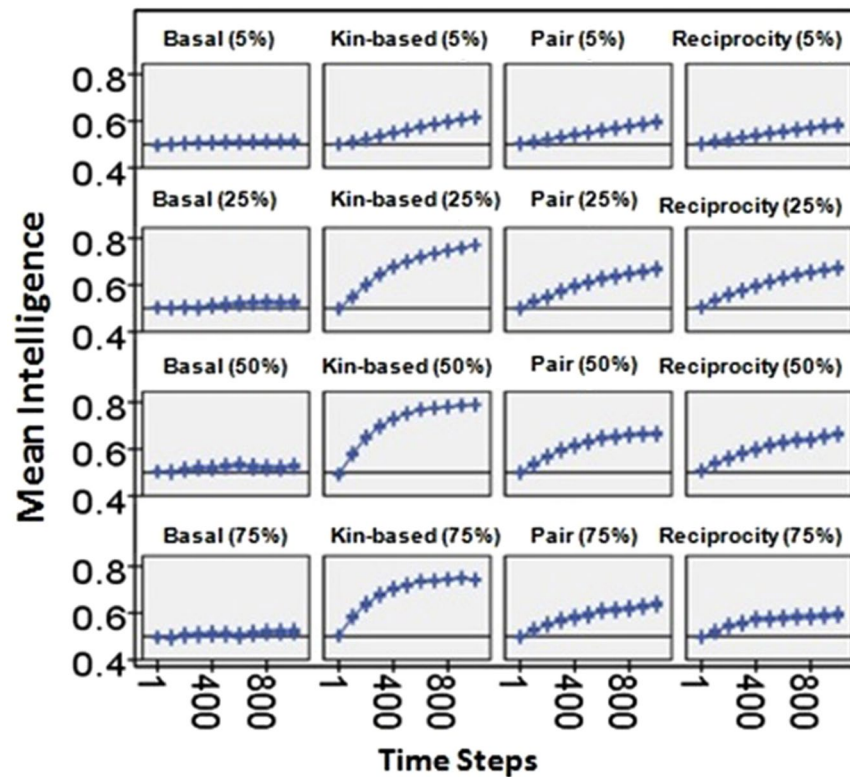 Basal (5%) Kin-based (5%) Pair (5%) Reciprocity (5%)
0.8
0.6
0.4
Basal (25%) Kin-based (25%) Pair (25%) Reciprocity (25%)
0.8
0.6
0.4
Basal (50%) Kin-based (50%) Pair (50%) Reciprocity (50%)
0.8
0.6
0.4
Basal (75%) Kin-based (75%) Pair (75%) Reciprocity (75%)
0.8
0.6
0.4
Mean Intelligence
1 400 800 1 400 800 1 400 800 1 400 800
Time Steps